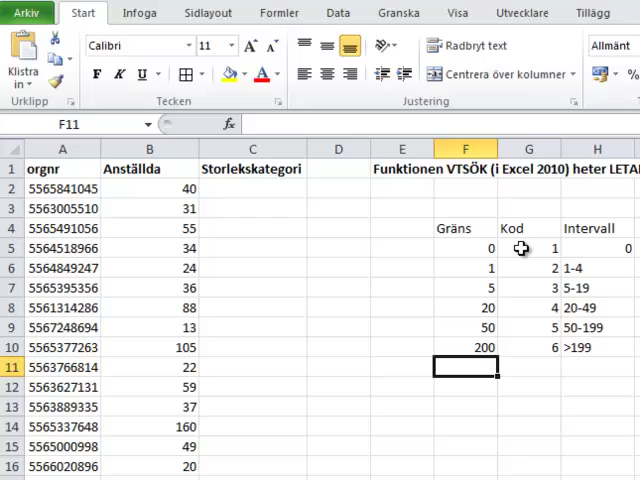 Arkiv Start Infoga Sidlayout Formler Data Granska Visa Utvecklare Tillägg
Calibri 11 A A Radbryt text Allmänt
Klistra in F K U A Centrera över kolumner %
Urklipp Tecken Justering
F11 fx
A B C D E F G H
1 orgnr Anställda Storlekskategori Funktionen VTSÖK (i Excel 2010) heter LETA
2 5565841045 40
3 5563005510 31
4 5565491056 55 Gräns Kod Intervall
5 5564518966 34 0 1 0
6 5564849247 24 1 2 1-4
7 5565395356 36 5 3 5-19
8 5561314286 88 20 4 20-49
9 5567248694 13 50 5 50-199
10 5565377263 105 200 6 >199
11 5563766814 22
12 5563627131 59
13 5563889335 37
14 5565337648 160
15 5565000998 49
16 5566020896 20